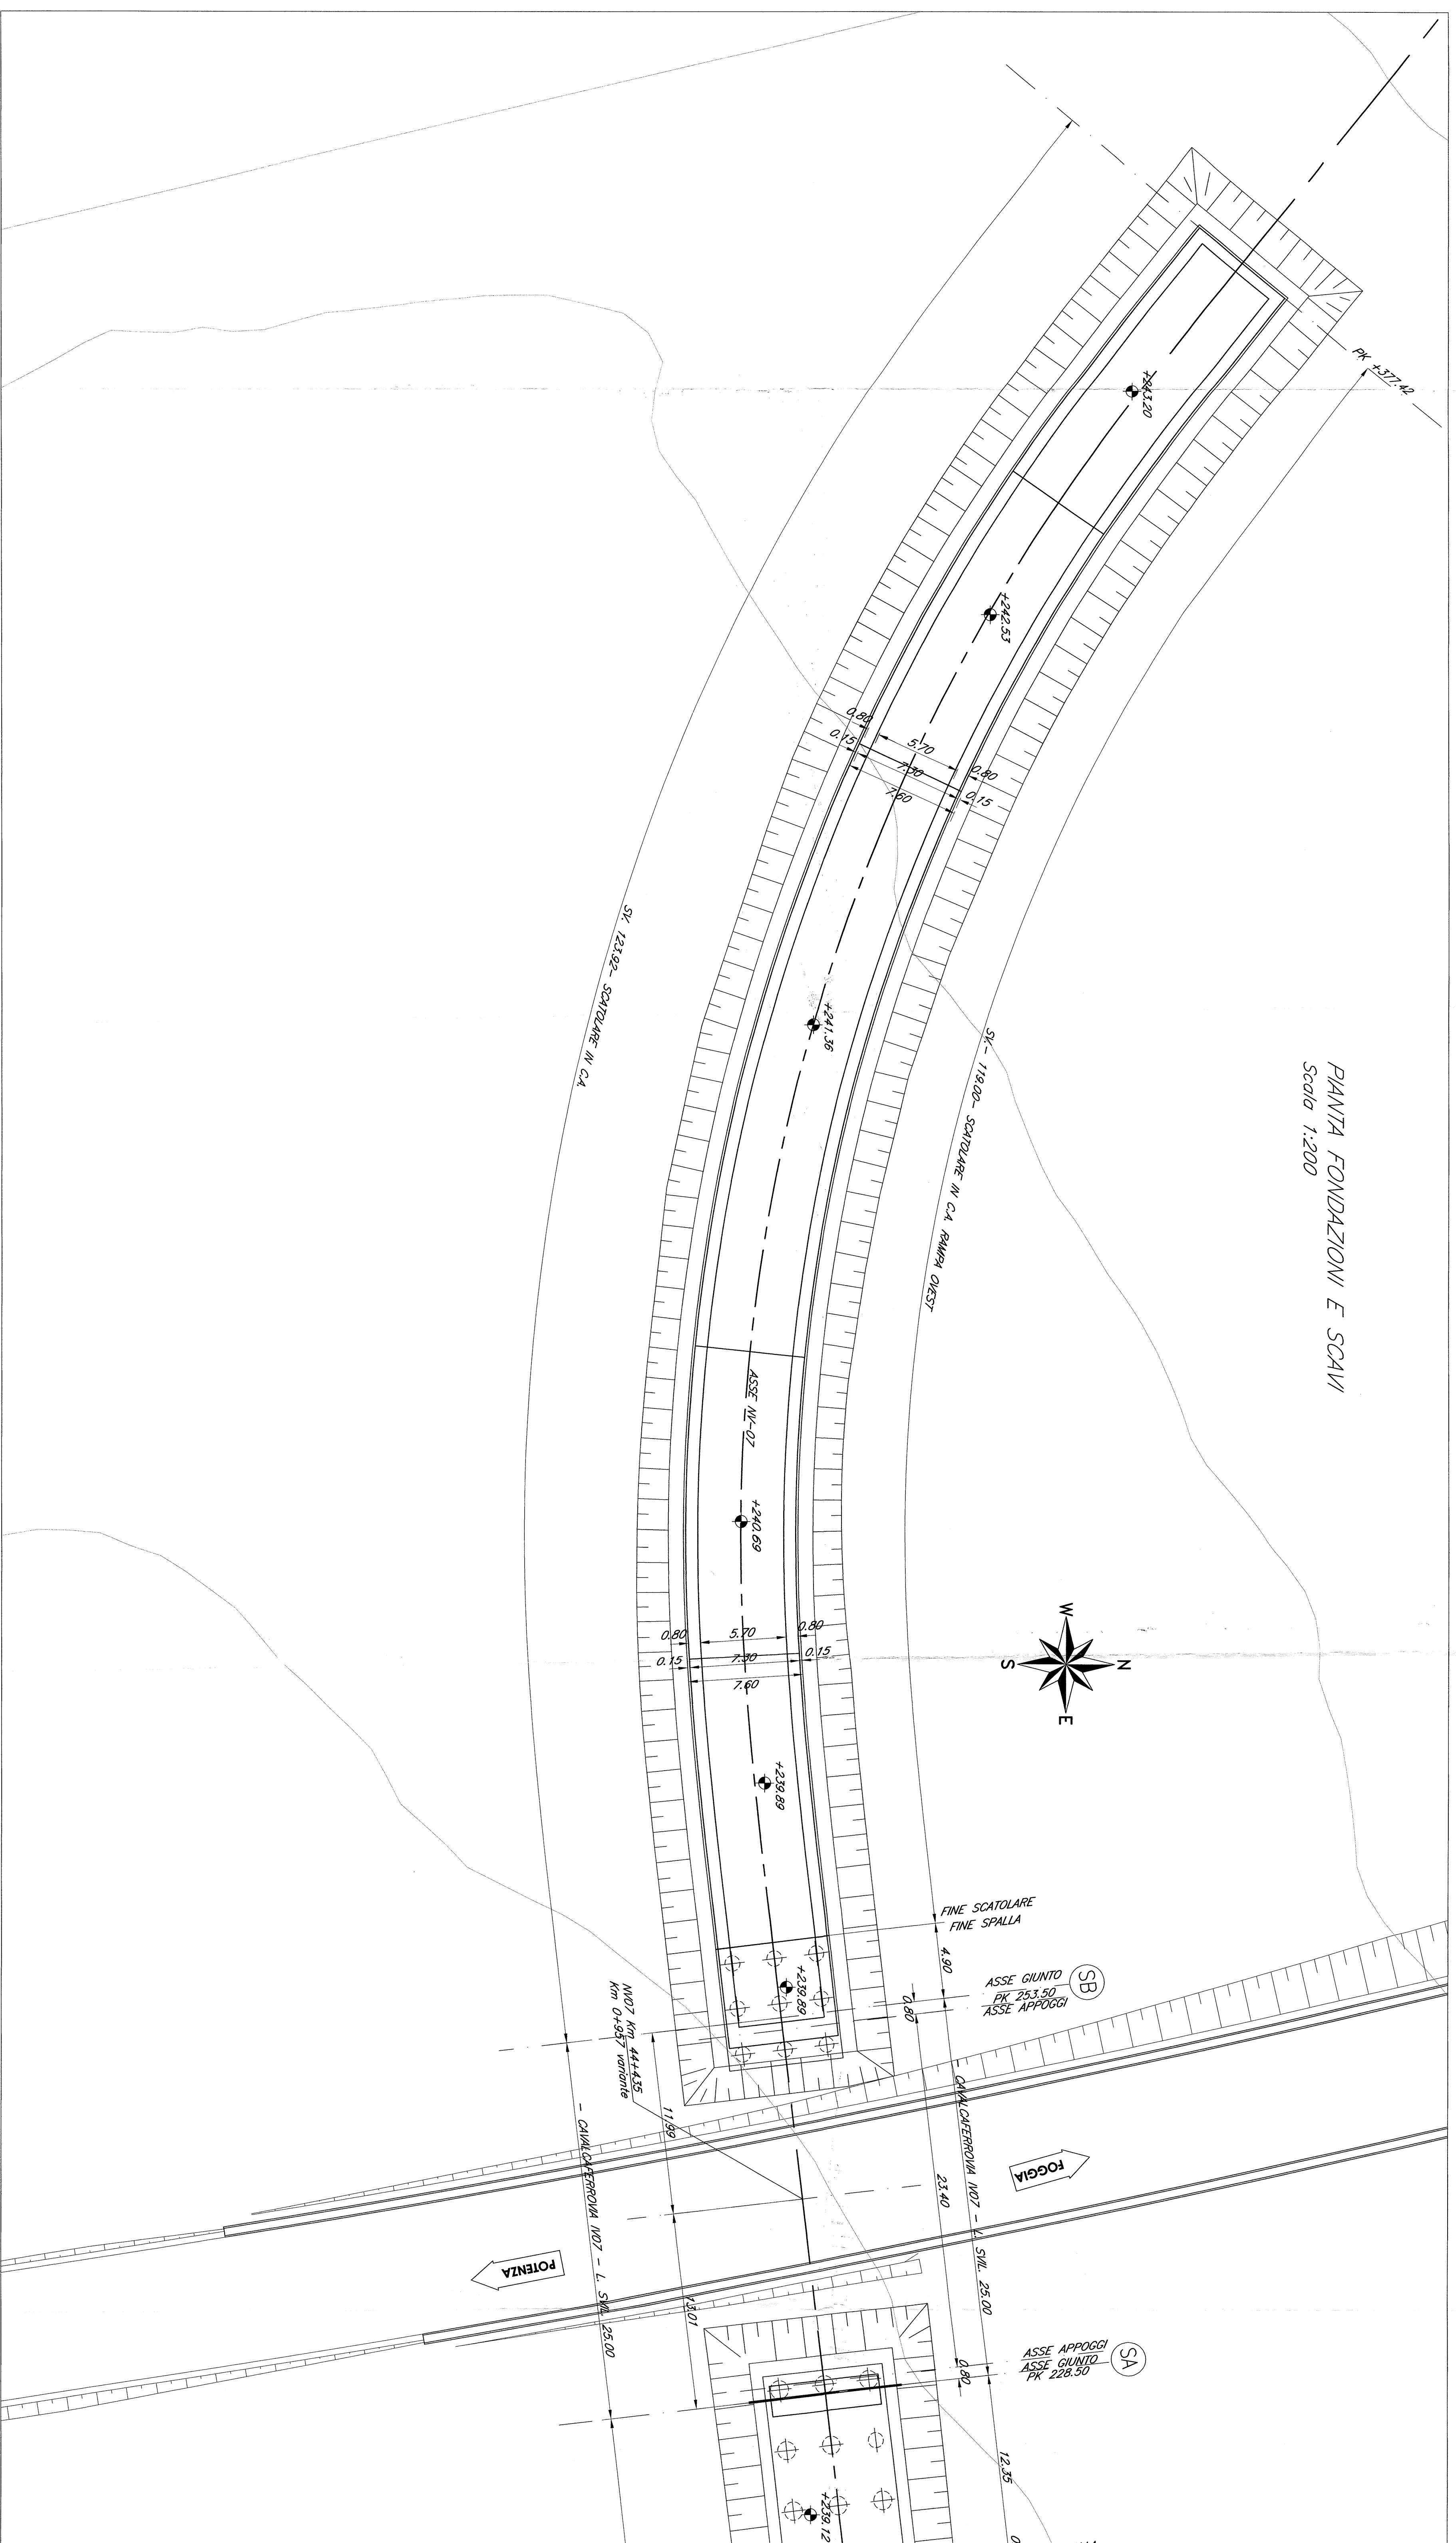 PIANTA FONDAZIONI E SCAVI
Scala 1:200
PK +377.42
+243.20
+242.53
0.80
0.15
5.70
7.30
7.60
0.80
0.15
SV. 123.92- SCATOLARE IN C.A.
+241.36
SV.- 119.00- SCATOLARE IN C.A. RAMPA OVEST
ASSE NV-07
+240.69
W
N
S
E
0.80
5.70
0.80
0.15
7.30
0.15
7.60
+239.89
FINE SCATOLARE
FINE SPALLA
4.90
ASSE GIUNTO
PK 253.50
ASSE APPOGGI
SB
0.80
+239.89
NV07 Km 44+435
Km 0+957 variante
11.99
- CAVALCAFERROVIA IV07 - L. SVIL. 25.00
FOGGIA
23.40
- CAVALCAFERROVIA IV07 - L. SVIL. 25.00
POTENZA
13.01
ASSE APPOGGI
ASSE GIUNTO
PK 228.50
SA
0.80
12.35
+239.12